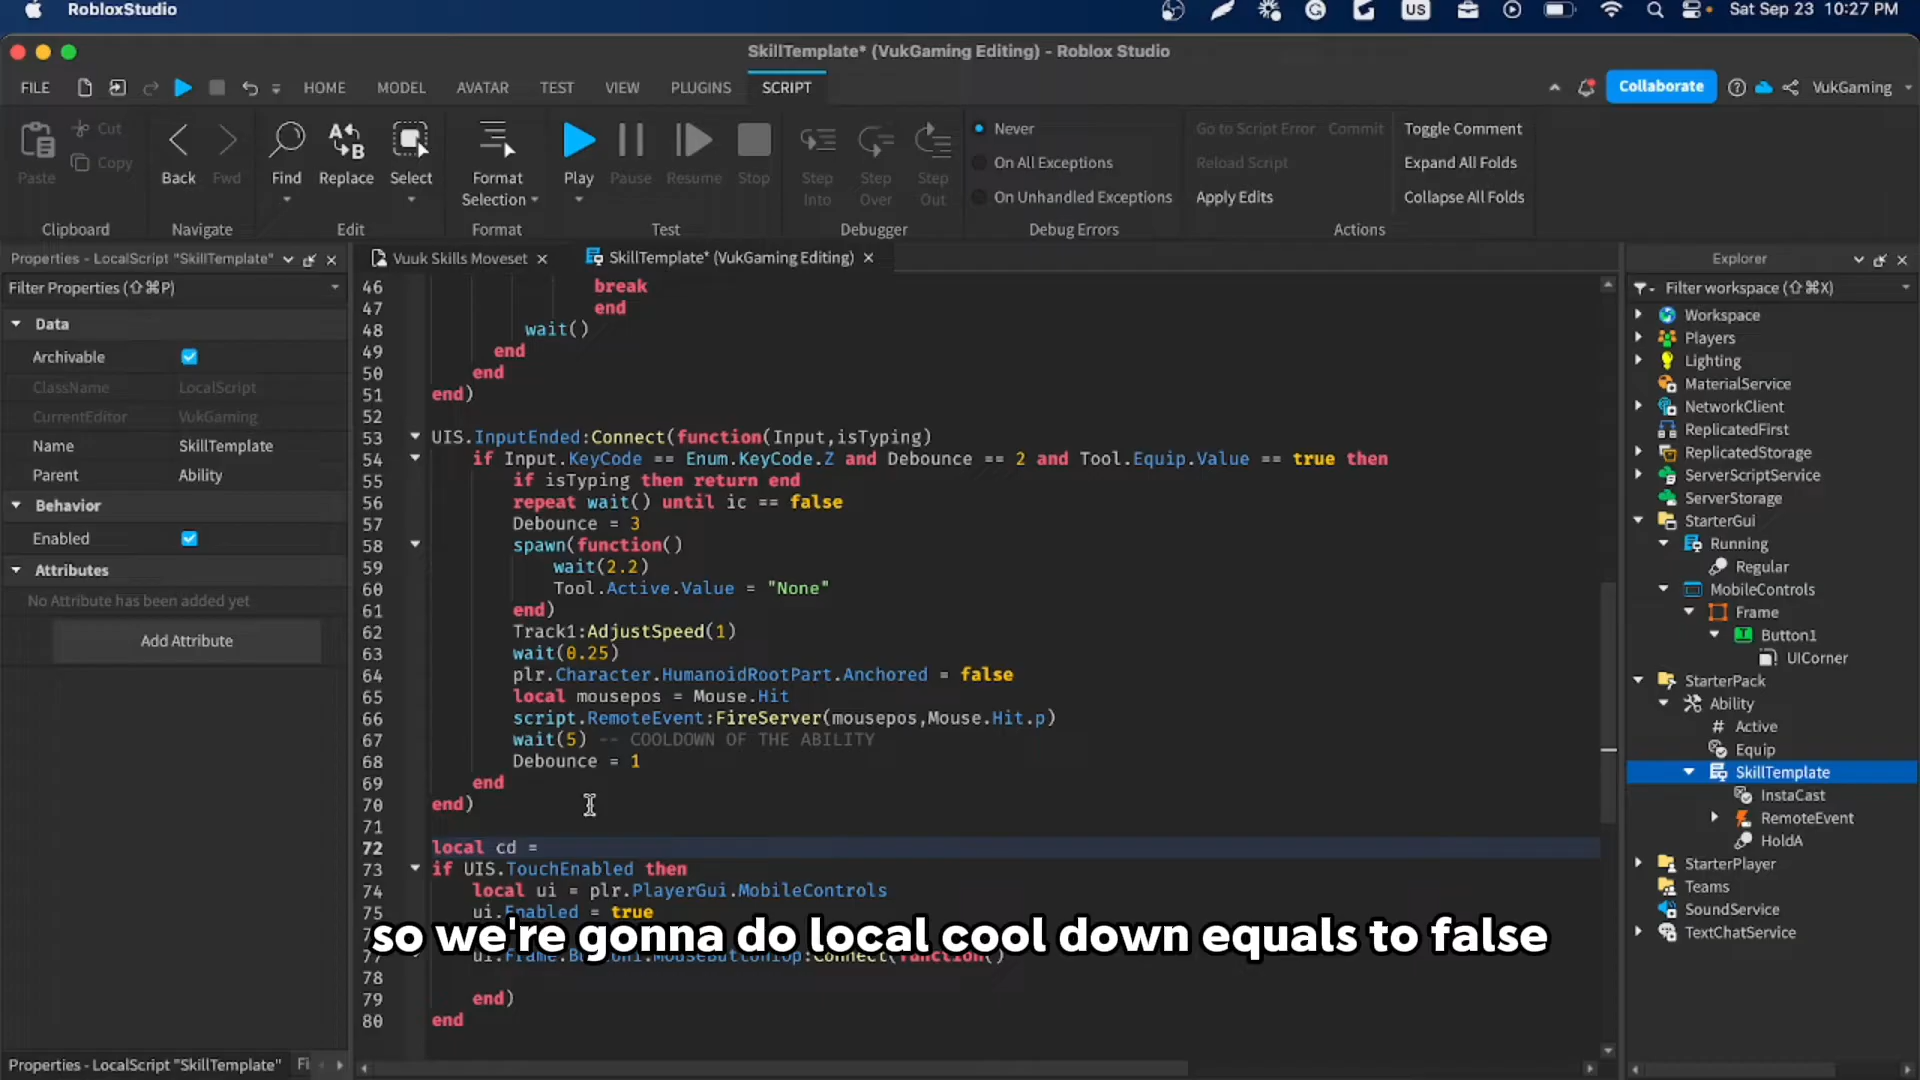 RobloxStudio
US
Sat Sep 23 10:27 PM
SkillTemplate* (VukGaming Editing) - Roblox Studio
FILE HOME MODEL AVATAR TEST VIEW PLUGINS SCRIPT
Collaborate
VukGaming
Paste
Cut
Copy
Clipboard
Back
Fwd
Navigate
Find
Replace
Select
Edit
Format
Selection
Format
Play
Pause
Resume
Stop
Test
Step
Into
Step
Over
Step
Out
Debugger
Never
On All Exceptions
On Unhandled Exceptions
Debug Errors
Go to Script Error
Commit
Reload Script
Apply Edits
Toggle Comment
Expand All Folds
Collapse All Folds
Actions
Properties - LocalScript "SkillTemplate"
Filter Properties (⇧⌘P)
Data
Archivable
ClassName LocalScript
CurrentEditor VukGaming
Name SkillTemplate
Parent Ability
Behavior
Enabled
Attributes
No Attribute has been added yet
Add Attribute
Properties - LocalScript "SkillTemplate"
Vuuk Skills Moveset
SkillTemplate* (VukGaming Editing)
46 break
47 end
48 wait()
49 end
50 end
51 end)
52
53 UIS.InputEnded:Connect(function(Input,isTyping)
54 if Input.KeyCode == Enum.KeyCode.Z and Debounce == 2 and Tool.Equip.Value == true then
55 if isTyping then return end
56 repeat wait() until ic == false
57 Debounce = 3
58 spawn(function()
59 wait(2.2)
60 Tool.Active.Value = "None"
61 end)
62 Track1:AdjustSpeed(1)
63 wait(0.25)
64 plr.Character.HumanoidRootPart.Anchored = false
65 local mousepos = Mouse.Hit
66 script.RemoteEvent:FireServer(mousepos,Mouse.Hit.p)
67 wait(5) -- COOLDOWN OF THE ABILITY
68 Debounce = 1
69 end
70 end)
71
72 local cd =
73 if UIS.TouchEnabled then
74 local ui = plr.PlayerGui.MobileControls
75 ui.Enabled = true
so we're gonna do local cool down equals to false
78
79 end)
80 end
Explorer
Filter workspace (⇧⌘X)
Workspace
Players
Lighting
MaterialService
NetworkClient
ReplicatedFirst
ReplicatedStorage
ServerScriptService
ServerStorage
StarterGui
Running
Regular
MobileControls
Frame
Button1
UICorner
StarterPack
Ability
Active
Equip
SkillTemplate
InstaCast
RemoteEvent
HoldA
StarterPlayer
Teams
SoundService
TextChatService